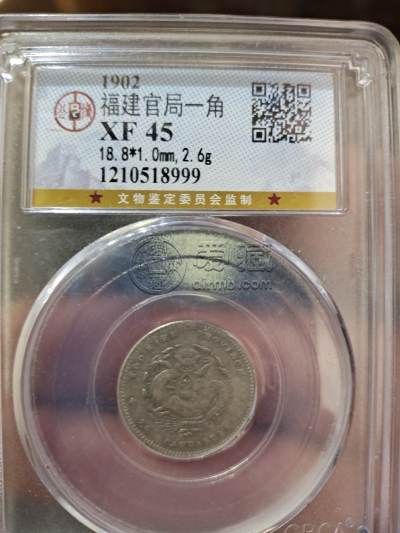 1902
福建官局一角
XF 45
18.8*1.0mm,2.6g
1210518999
★ 文物鉴定委员会监制 ★
爱藏
airmb.com